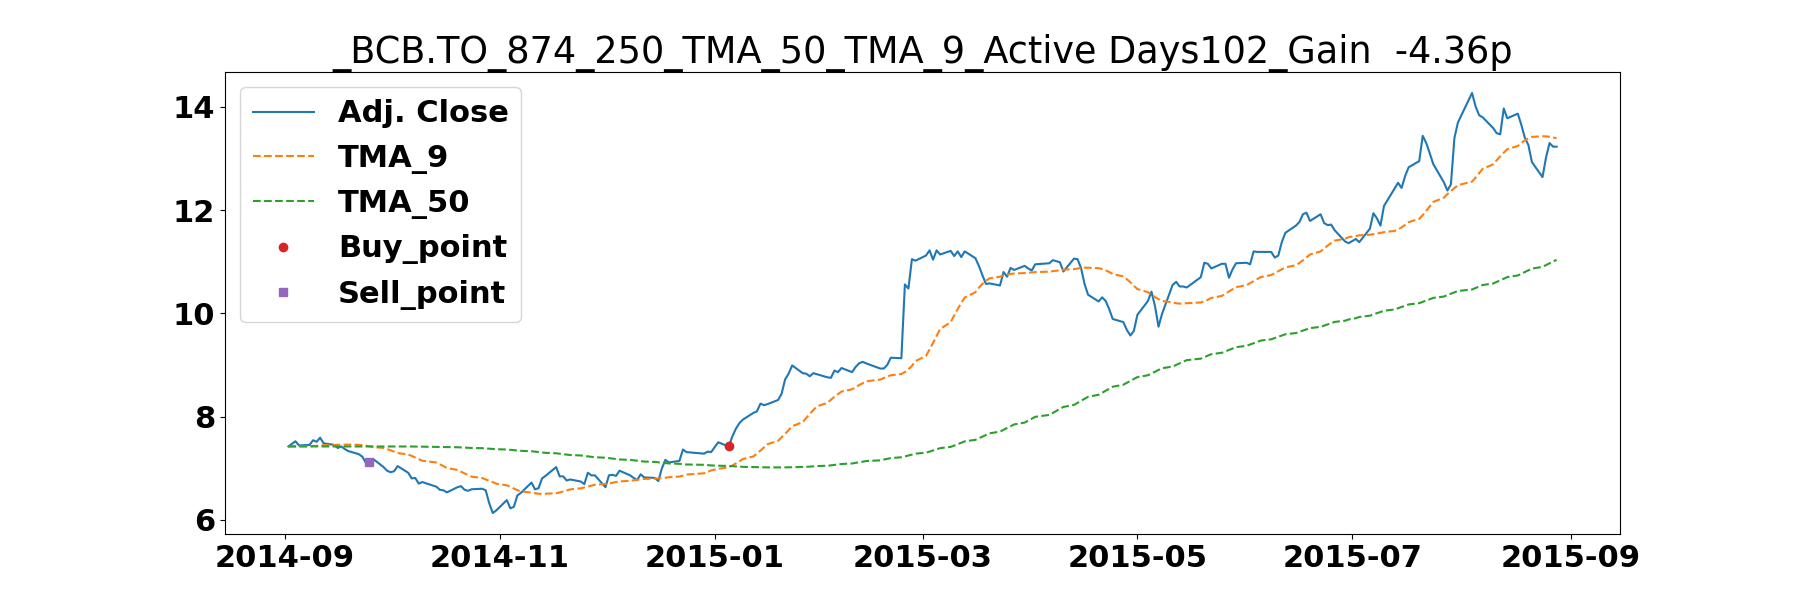 _BCB.TO_874_250_TMA_50_TMA_9_Active Days102_Gain  -4.36p
Adj. Close
TMA_9
TMA_50
Buy_point
Sell_point
14
12
10
8
6
2014-09 2014-11 2015-01 2015-03 2015-05 2015-07 2015-09